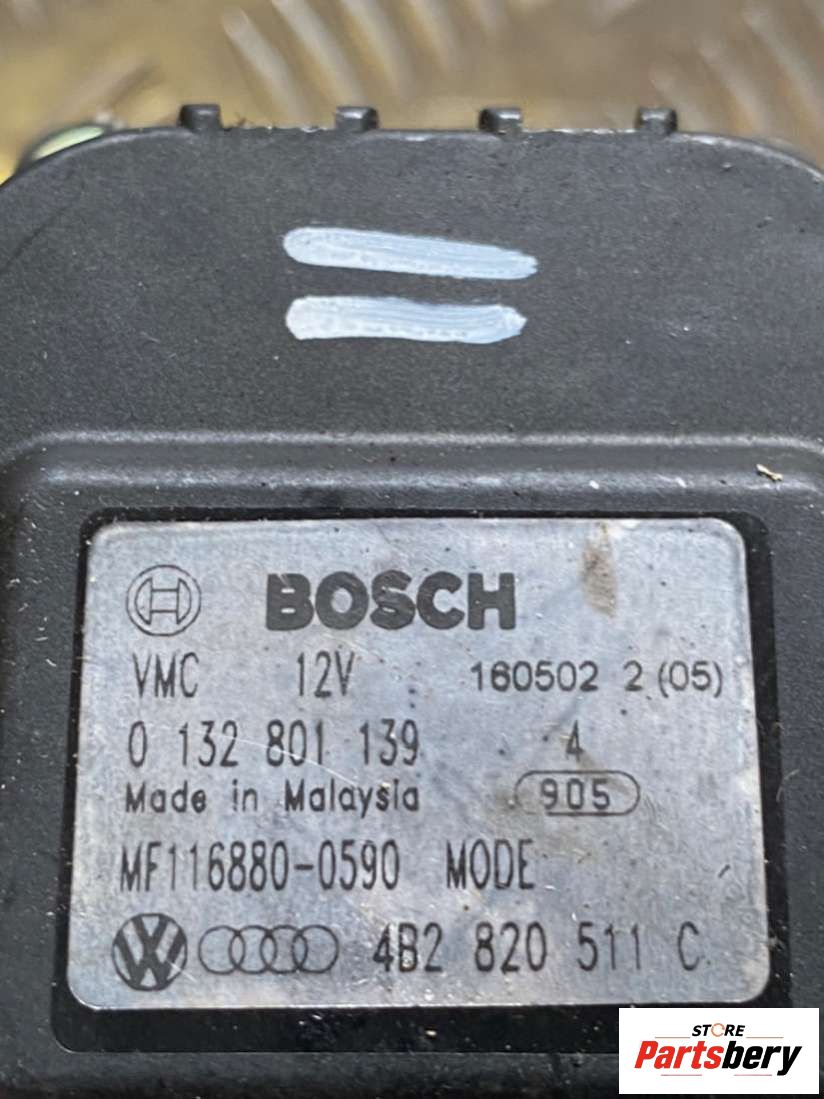 BOSCH
VMC 12V 160502 2 (05)
0 132 801 139 4
Made in Malaysia 905
MF116880-0590 MODE
4B2 820 511 C
STORE
Partsbery